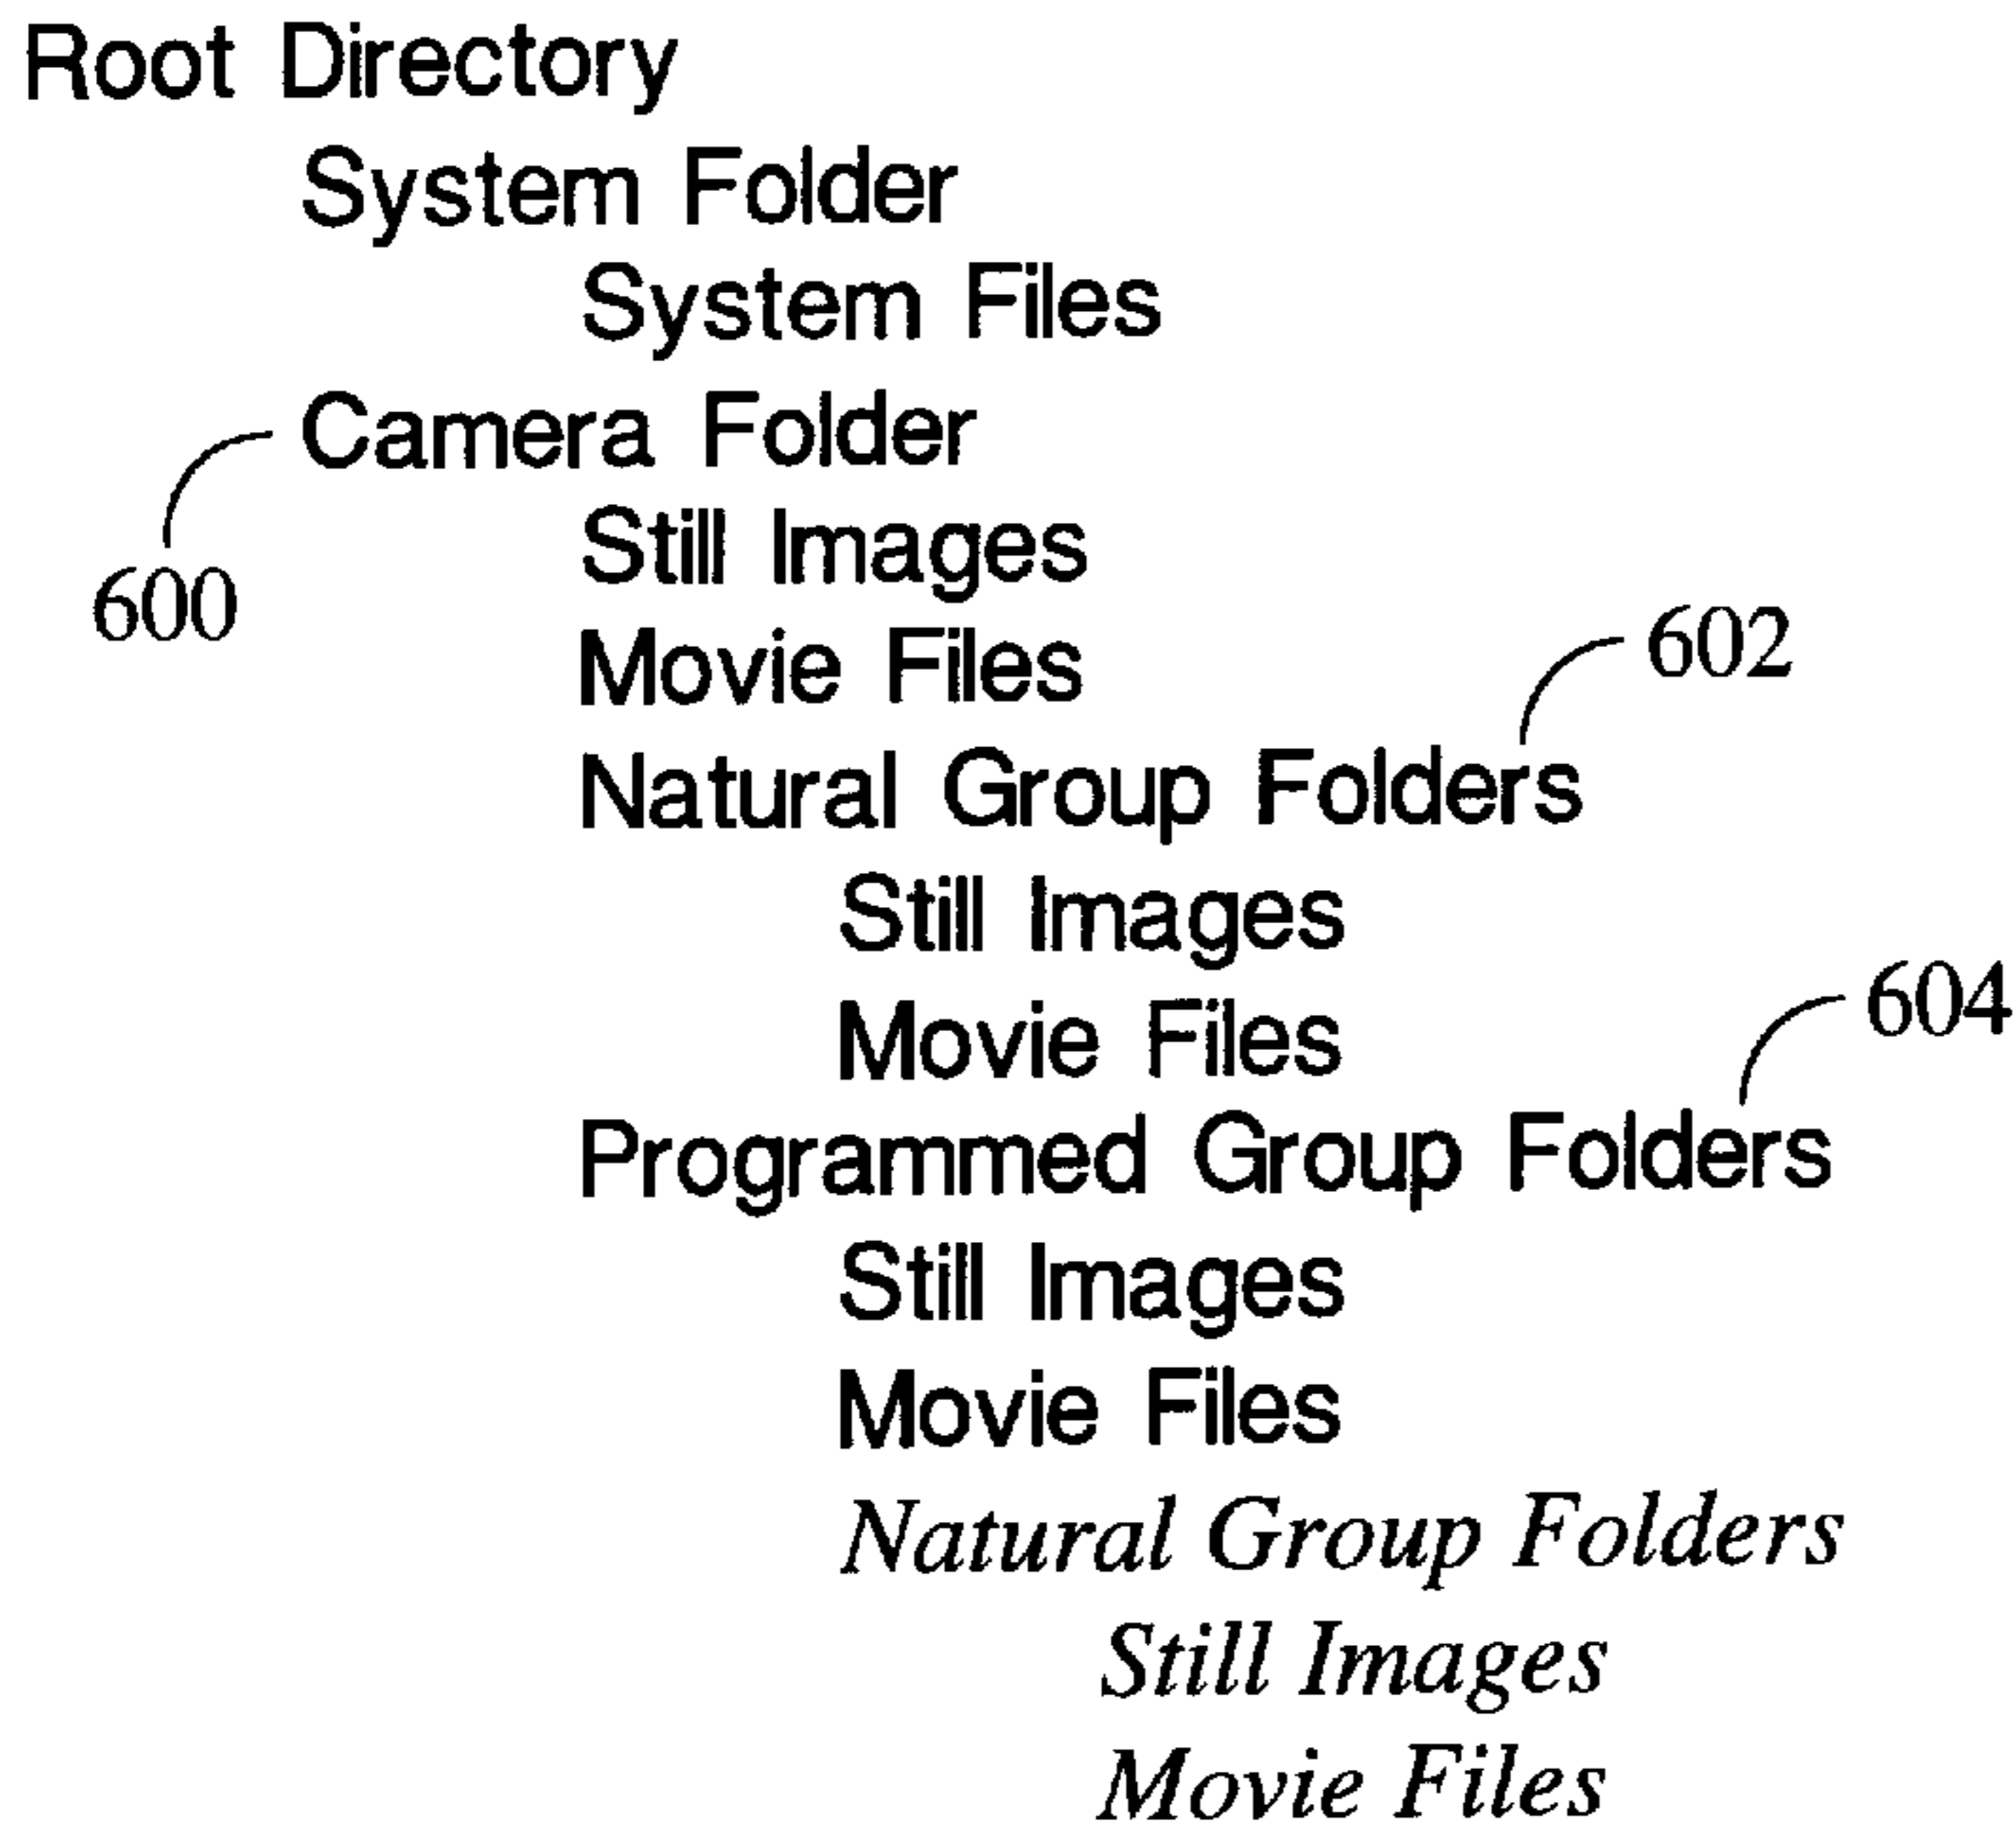 Root Directory
System Folder
System Files
Camera Folder
Still Images
600
Movie Files
602
Natural Group Folders
Still Images
Movie Files
604
Programmed Group Folders
Still Images
Movie Files
Natural Group Folders
Still Images
Movie Files